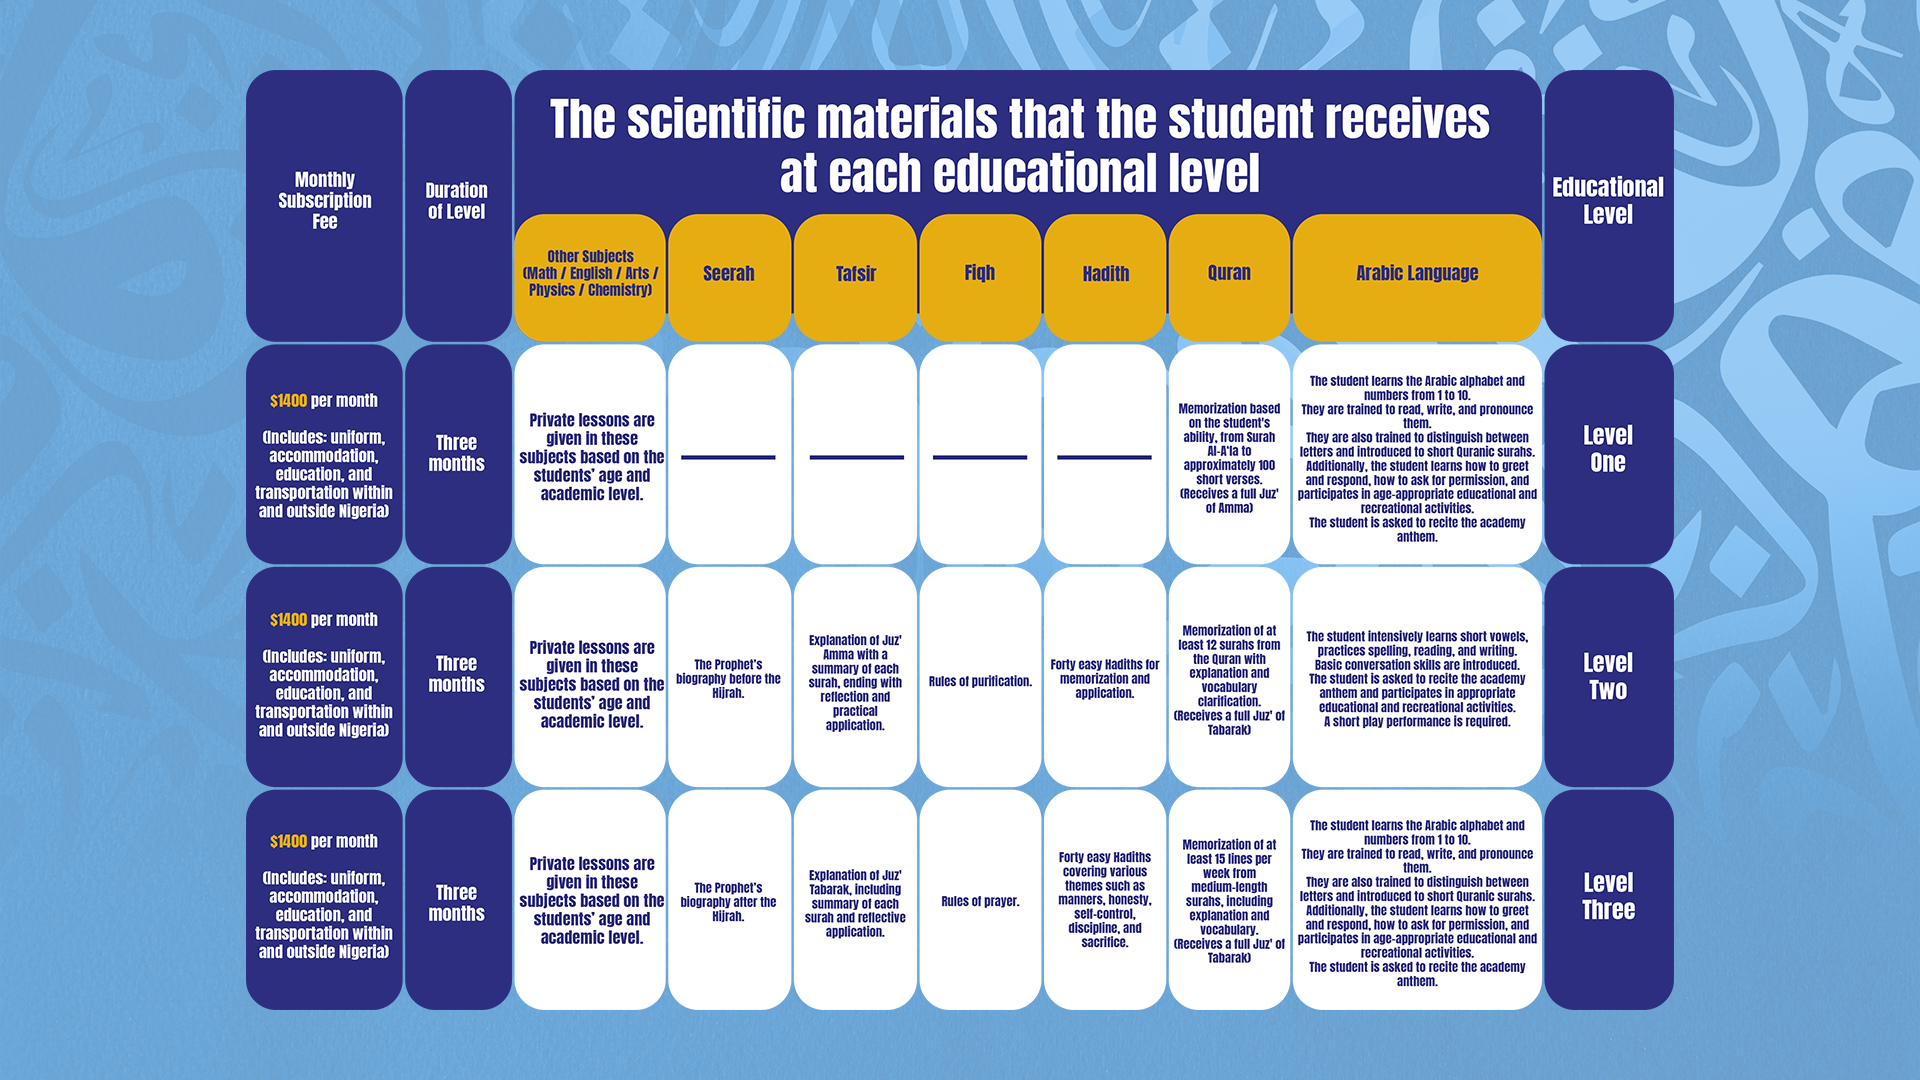 Monthly
Subscription
Fee
Duration
of Level
The scientific materials that the student receives
at each educational level
Educational
Level
Other Subjects
(Math / English / Arts /
Physics / Chemistry)
Seerah
Tafsir
Fiqh
Hadith
Quran
Arabic Language
$1400 per month
(Includes: uniform,
accommodation,
education, and
transportation within
and outside Nigeria)
Three
months
Private lessons are
given in these
subjects based on the
students’ age and
academic level.
Memorization based
on the student's
ability, from Surah
Al-A'la to
approximately 100
short verses.
(Receives a full Juz'
of Amma)
The student learns the Arabic alphabet and
numbers from 1 to 10.
They are trained to read, write, and pronounce
them.
They are also trained to distinguish between
letters and introduced to short Quranic surahs.
Additionally, the student learns how to greet
and respond, how to ask for permission, and
participates in age-appropriate educational and
recreational activities.
The student is asked to recite the academy
anthem.
Level
One
$1400 per month
(Includes: uniform,
accommodation,
education, and
transportation within
and outside Nigeria)
Three
months
Private lessons are
given in these
subjects based on the
students’ age and
academic level.
The Prophet’s
biography before the
Hijrah.
Explanation of Juz'
Amma with a
summary of each
surah, ending with
reflection and
practical
application.
Rules of purification.
Forty easy Hadiths for
memorization and
application.
Memorization of at
least 12 surahs from
the Quran with
explanation and
vocabulary
clarification.
(Receives a full Juz' of
Tabarak)
The student intensively learns short vowels,
practices spelling, reading, and writing.
Basic conversation skills are introduced.
The student is asked to recite the academy
anthem and participates in appropriate
educational and recreational activities.
A short play performance is required.
Level
Two
$1400 per month
(Includes: uniform,
accommodation,
education, and
transportation within
and outside Nigeria)
Three
months
Private lessons are
given in these
subjects based on the
students’ age and
academic level.
The Prophet’s
biography after the
Hijrah.
Explanation of Juz'
Tabarak, including
summary of each
surah and reflective
application.
Rules of prayer.
Forty easy Hadiths
covering various
themes such as
manners, honesty,
self-control,
discipline, and
sacrifice.
Memorization of at
least 15 lines per
week from
medium-length
surahs, including
explanation and
vocabulary.
(Receives a full Juz' of
Tabarak)
The student learns the Arabic alphabet and
numbers from 1 to 10.
They are trained to read, write, and pronounce
them.
They are also trained to distinguish between
letters and introduced to short Quranic surahs.
Additionally, the student learns how to greet
and respond, how to ask for permission, and
participates in age-appropriate educational and
recreational activities.
The student is asked to recite the academy
anthem.
Level
Three